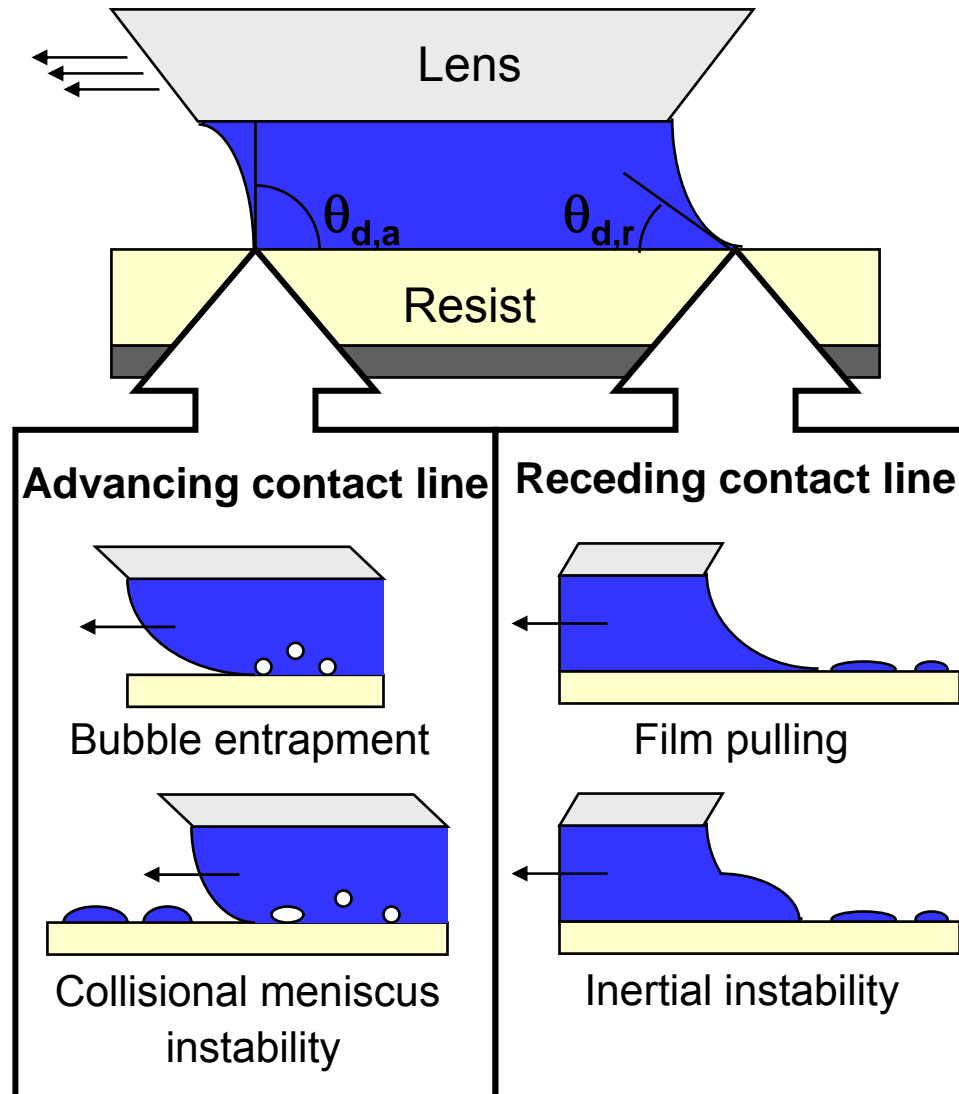 Lens
θd,a
θd,r
Resist
Advancing contact line
Receding contact line
Bubble entrapment
Film pulling
Collisional meniscus
instability
Inertial instability